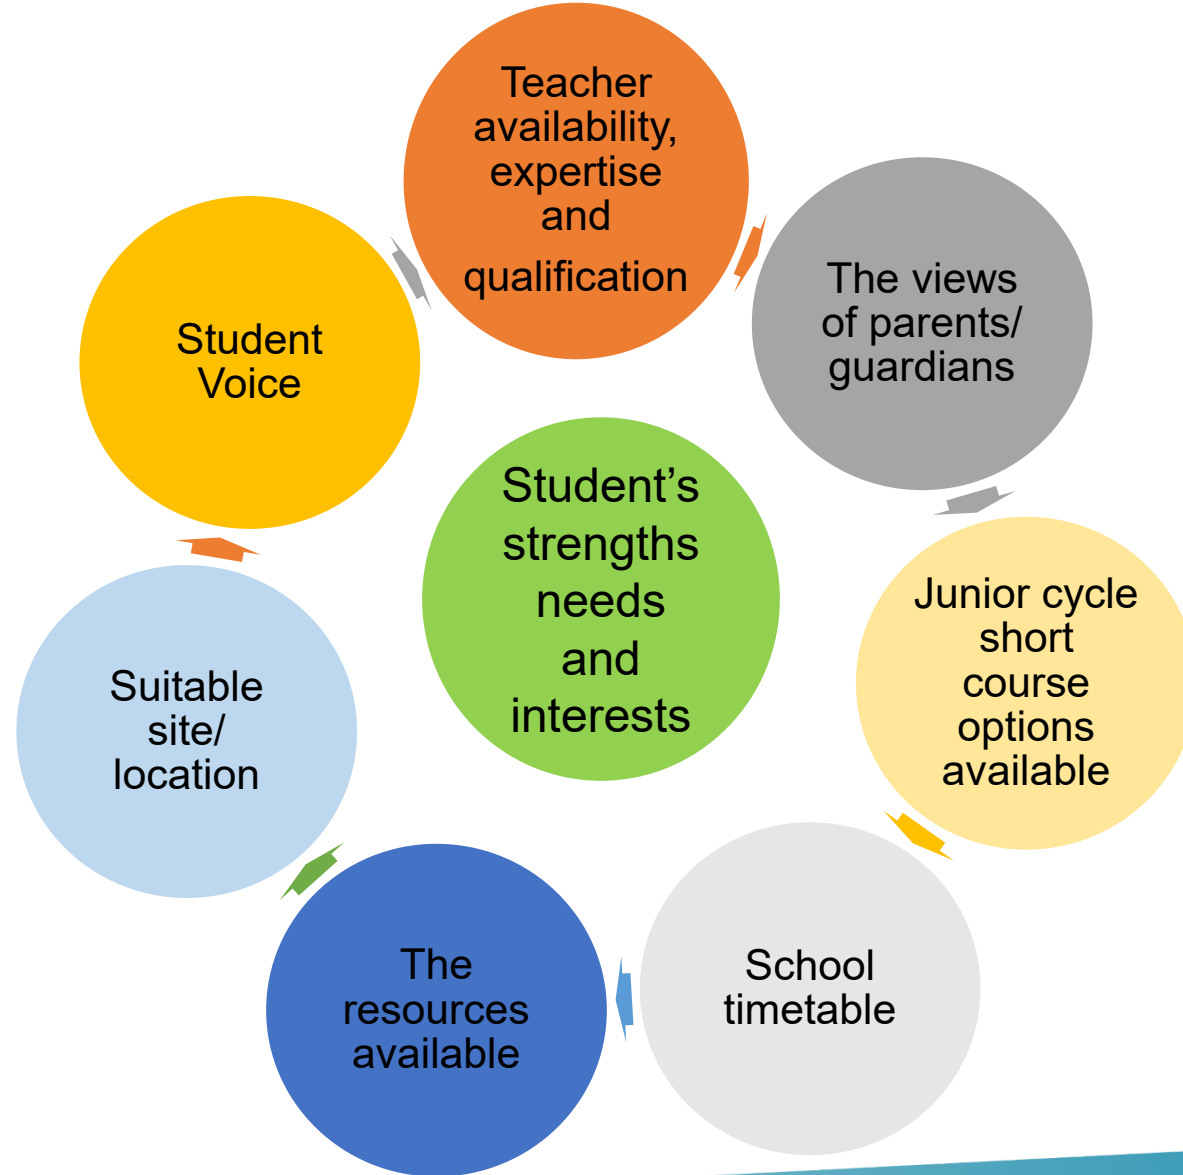 Teacher
availability,
expertise
and
qualification
The views
of parents/
guardians
Student
Voice
Student’s
strengths
needs
and
interests
Junior cycle
short
course
options
available
Suitable
site/
location
The
resources
available
School
timetable